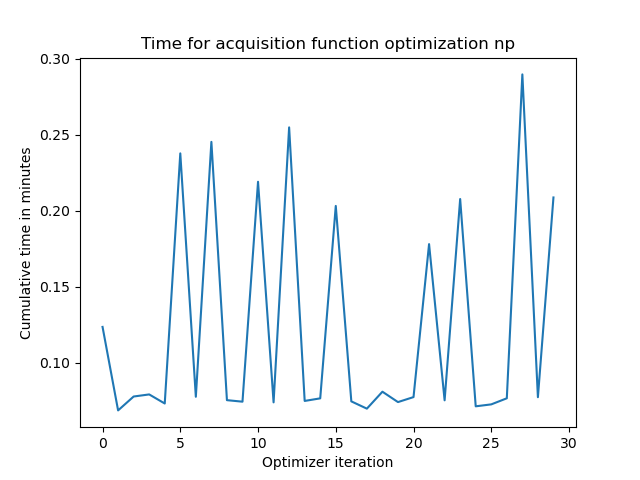 Time for acquisition function optimization np
Cumulative time in minutes
0.30
0.25
0.20
0.15
0.10
0 5 10 15 20 25 30
Optimizer iteration